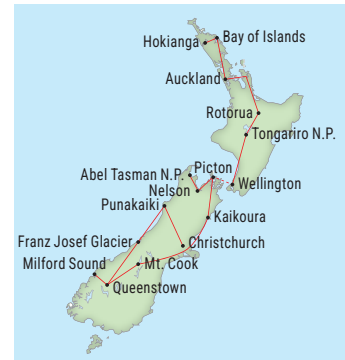 Bay of Islands
Hokianga
Auckland
Rotorua
Tongariro N.P.
Picton
Abel Tasman N.P.
Wellington
Nelson
Punakaiki
Kaikoura
Franz Josef Glacier
Christchurch
Milford Sound
Mt. Cook
Queenstown